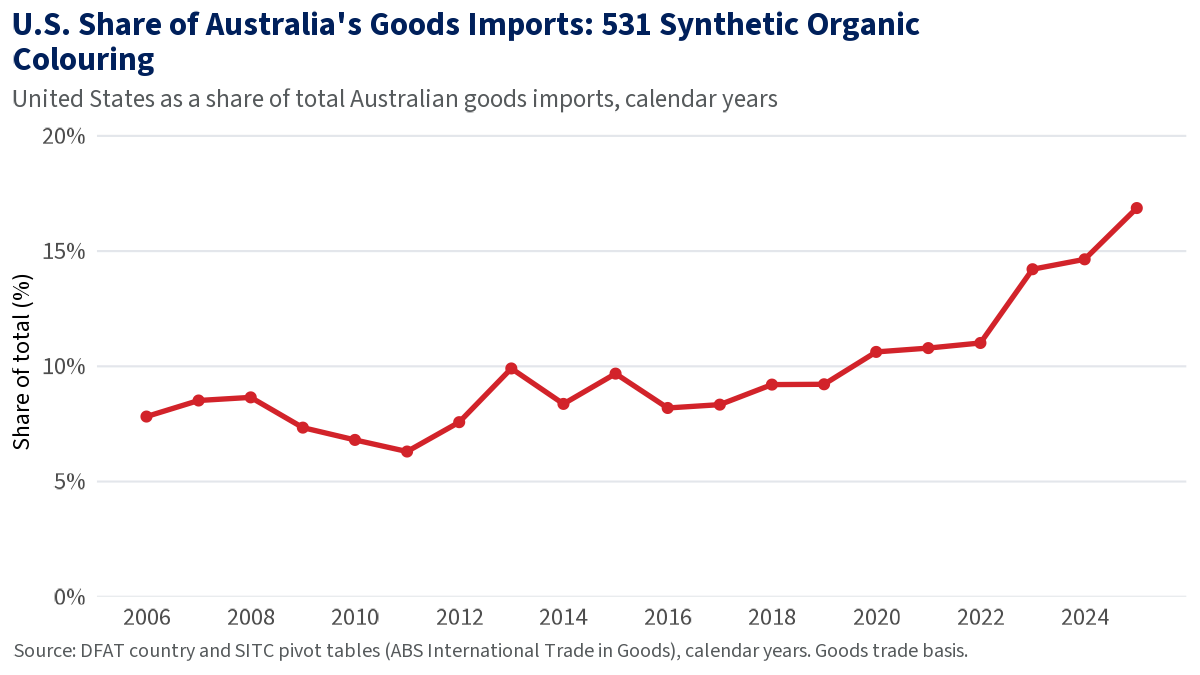 U.S. Share of Australia's Goods Imports: 531 Synthetic Organic
Colouring
United States as a share of total Australian goods imports, calendar years
20%
15%
10%
5%
0%
Share of total (%)
2006 2008 2010 2012 2014 2016 2018 2020 2022 2024
Source: DFAT country and SITC pivot tables (ABS International Trade in Goods), calendar years. Goods trade basis.